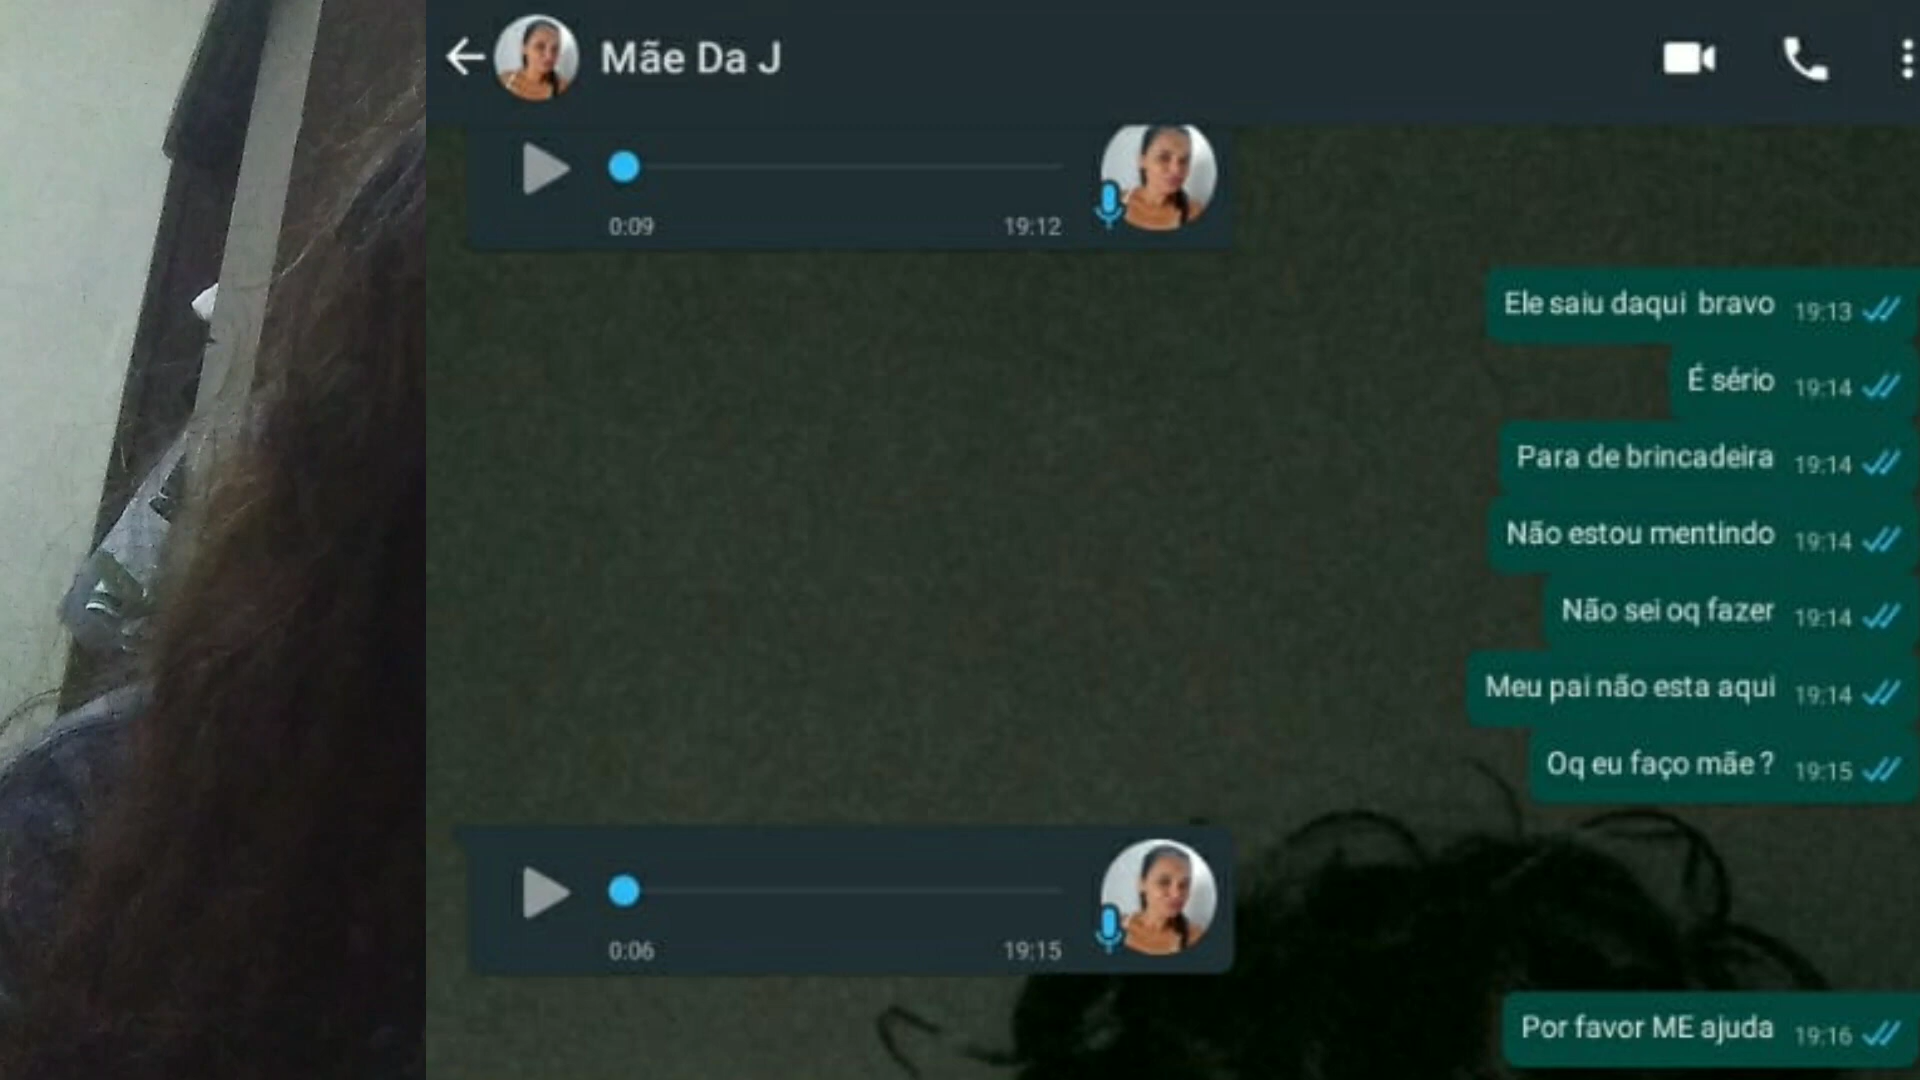 Mãe Da J
0:09 19:12
Ele saiu daqui bravo 19:13
É sério 19:14
Para de brincadeira 19:14
Não estou mentindo 19:14
Não sei oq fazer 19:14
Meu pai não esta aqui 19:14
Oq eu faço mãe ? 19:15
0:06 19:15
Por favor ME ajuda 19:16